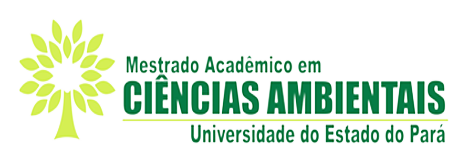 Mestrado Acadêmico em
CIÊNCIAS AMBIENTAIS
Universidade do Estado do Pará